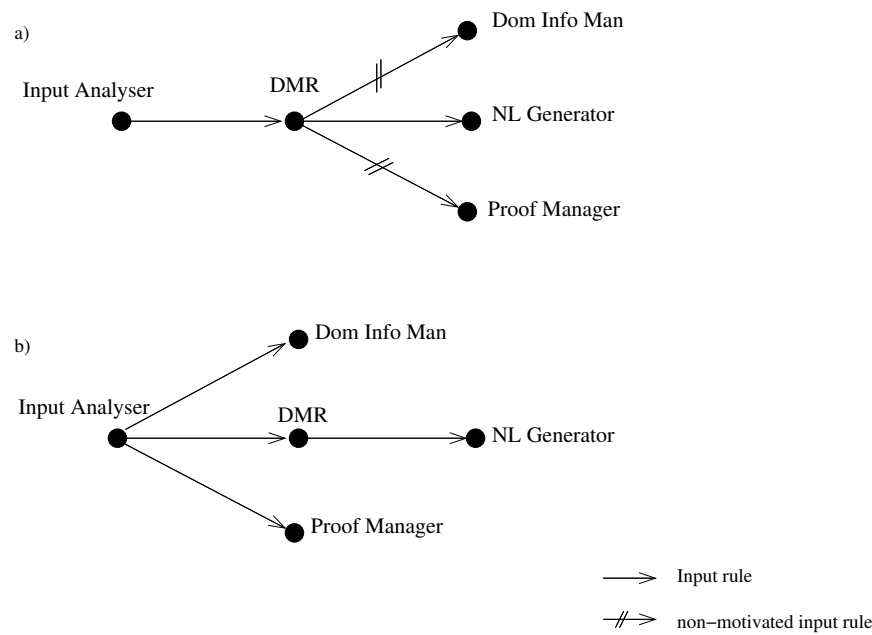 a)
Dom Info Man
DMR
Input Analyser
NL Generator
Proof Manager
b)
Dom Info Man
Input Analyser
DMR
NL Generator
Proof Manager
Input rule
non−motivated input rule